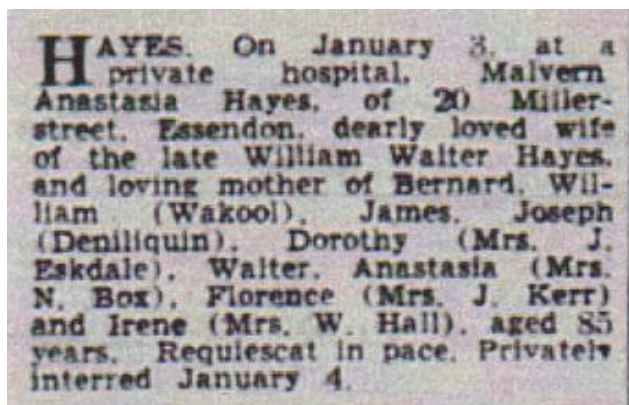 HAYES. On January 3, at a
private hospital, Malvern
Anastasia Hayes, of 20 Miller-
street, Essendon, dearly loved wife
of the late William Walter Hayes,
and loving mother of Bernard, Wil-
liam (Wakool), James, Joseph
(Deniliquin), Dorothy (Mrs. J.
Eskdale), Walter, Anastasia (Mrs.
N. Box), Florence (Mrs. J. Kerr)
and Irene (Mrs. W. Hall), aged 85
years. Requiescat in pace. Privately
interred January 4.